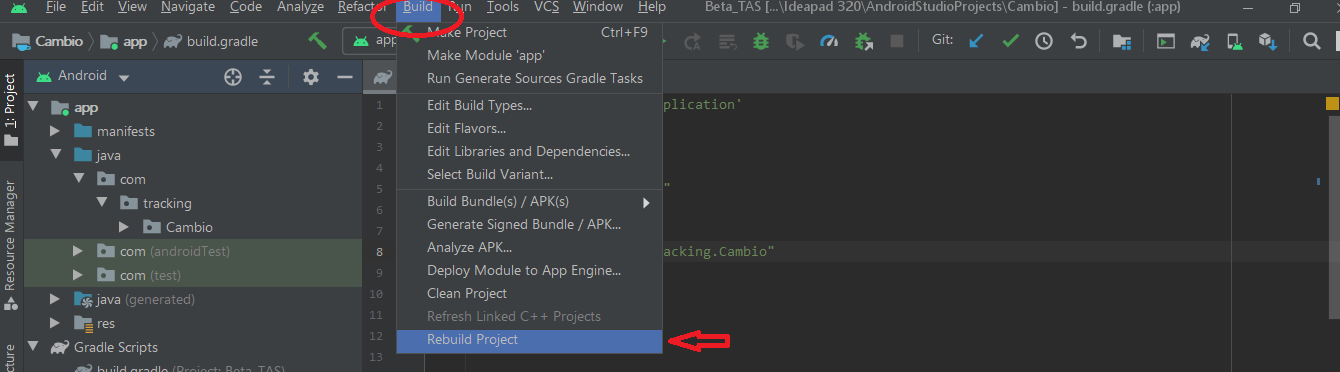 File Edit View Navigate Code Analyze Refactor Build Run Tools VCS Window Help Beta_TAS [...\Ideapad 320\AndroidStudioProjects\Cambio] - build.gradle (:app)
Cambio app build.gradle app Git:
Android
1: Project
Resource Manager
app
manifests
java
com
tracking
Cambio
com (androidTest)
com (test)
java (generated)
res
Gradle Scripts
build.gradle (Project: Beta_TAS)
Make Project Ctrl+F9
Make Module 'app'
Run Generate Sources Gradle Tasks
Edit Build Types...
Edit Flavors...
Edit Libraries and Dependencies...
Select Build Variant...
Build Bundle(s) / APK(s)
Generate Signed Bundle / APK...
Analyze APK...
Deploy Module to App Engine...
Clean Project
Refresh Linked C++ Projects
Rebuild Project
1
2
3
4
5
6
7
8
9
10
11
12
13
plication'
"
acking.Cambio"